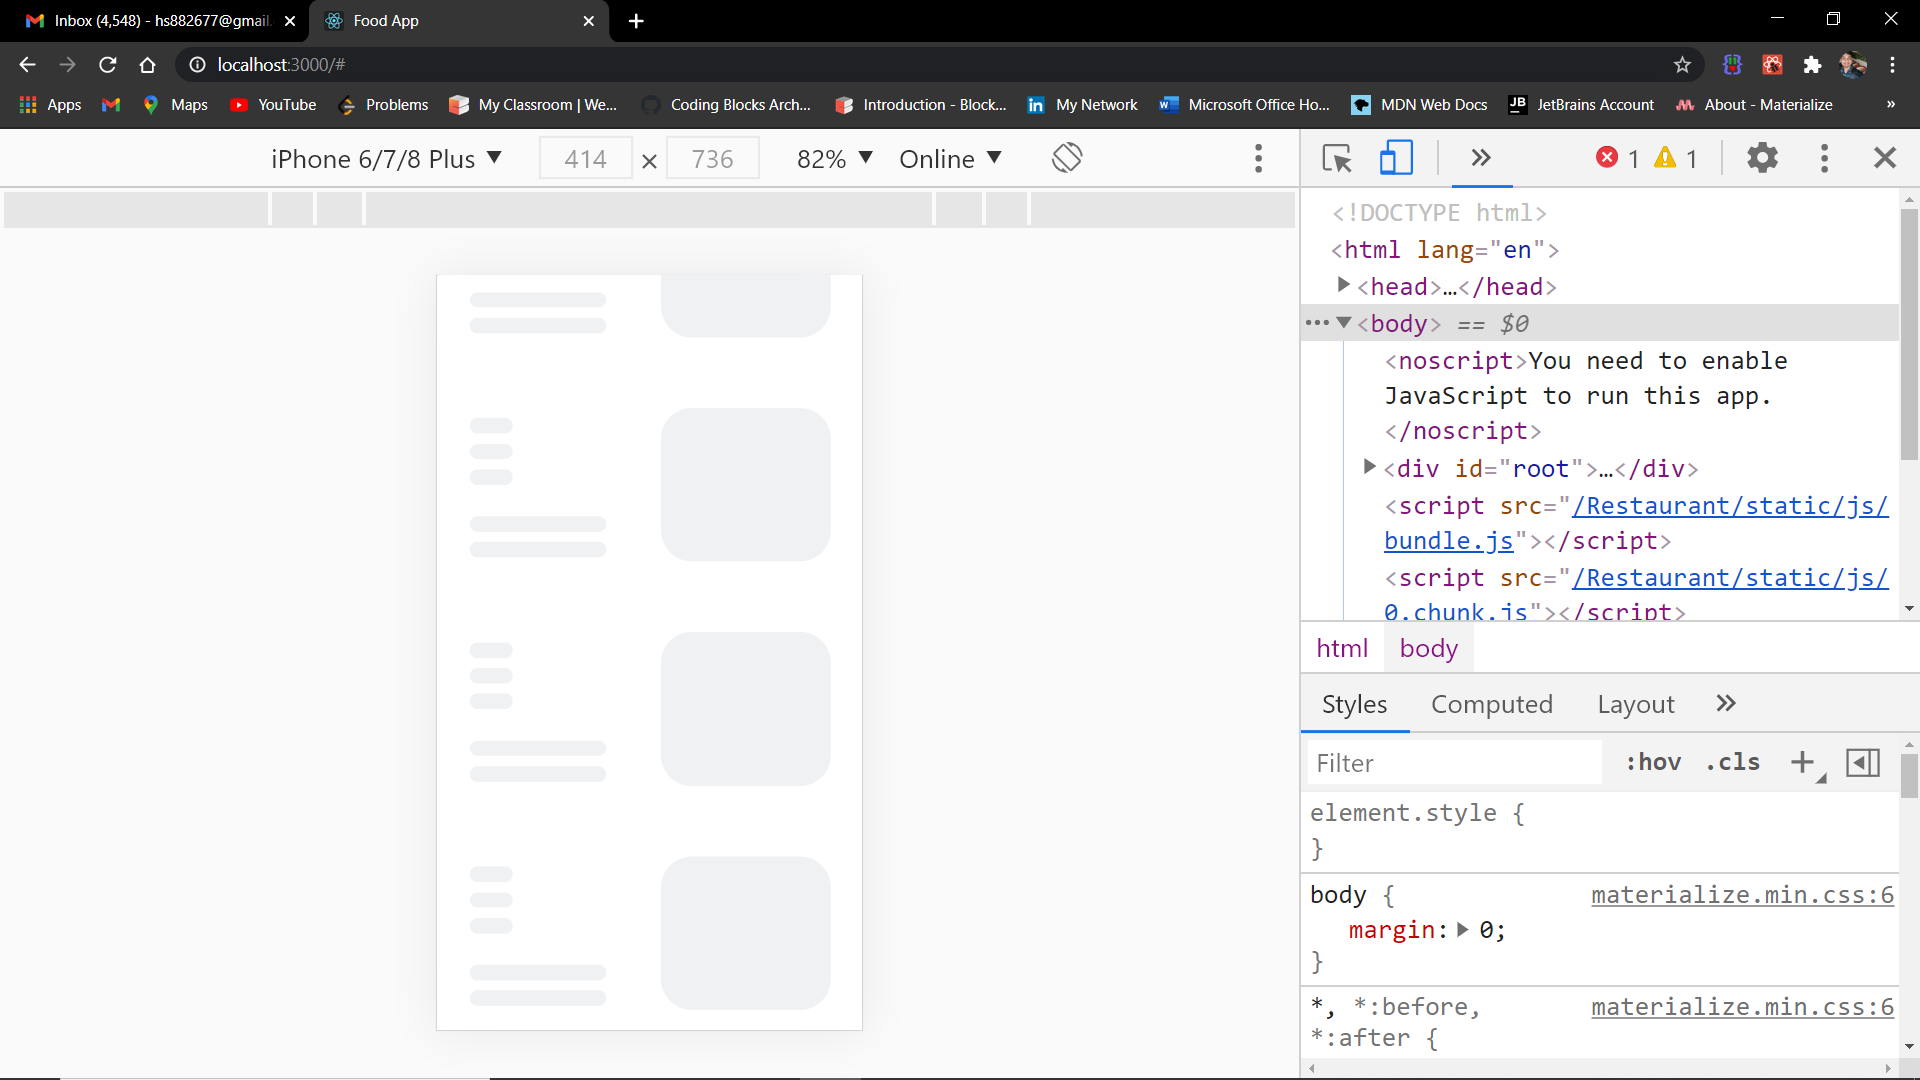 Inbox (4,548) - hs882677@gmail.
Food App
localhost:3000/#
Apps
Maps
YouTube
Problems
My Classroom | We...
Coding Blocks Arch...
Introduction - Block...
My Network
Microsoft Office Ho...
MDN Web Docs
JetBrains Account
About - Materialize
»
iPhone 6/7/8 Plus
414 × 736
82%
Online
1 1
<!DOCTYPE html>
<html lang="en">
<head>…</head>
<body> == $0
<noscript>You need to enable
JavaScript to run this app.
</noscript>
<div id="root">…</div>
<script src="/Restaurant/static/js/
bundle.js"></script>
<script src="/Restaurant/static/js/
0.chunk.js"></script>
html body
Styles Computed Layout »
Filter :hov .cls +
element.style {
}
body { materialize.min.css:6
margin: 0;
}
*, *:before, materialize.min.css:6
*:after {